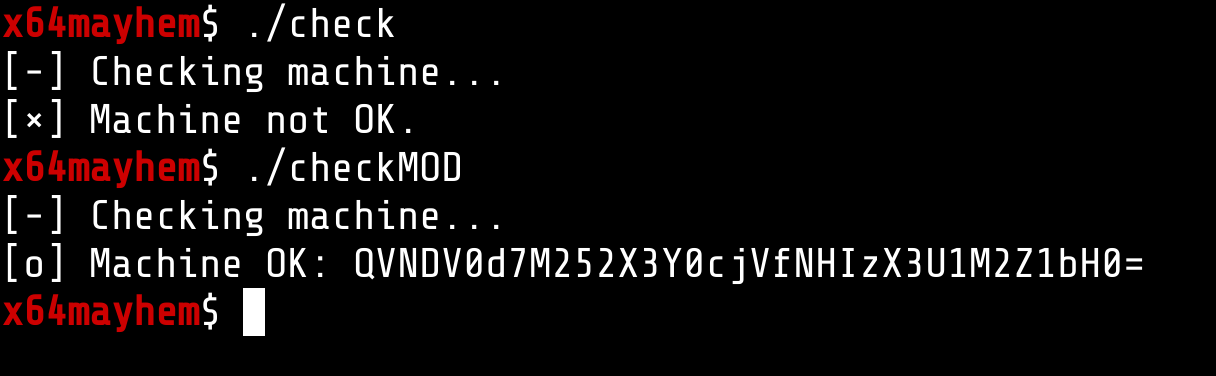 x64mayhem$ ./check
[-] Checking machine...
[×] Machine not OK.
x64mayhem$ ./checkMOD
[-] Checking machine...
[o] Machine OK: QVNDV0d7M252X3Y0cjVfNHIzX3U1M2Z1bH0=
x64mayhem$